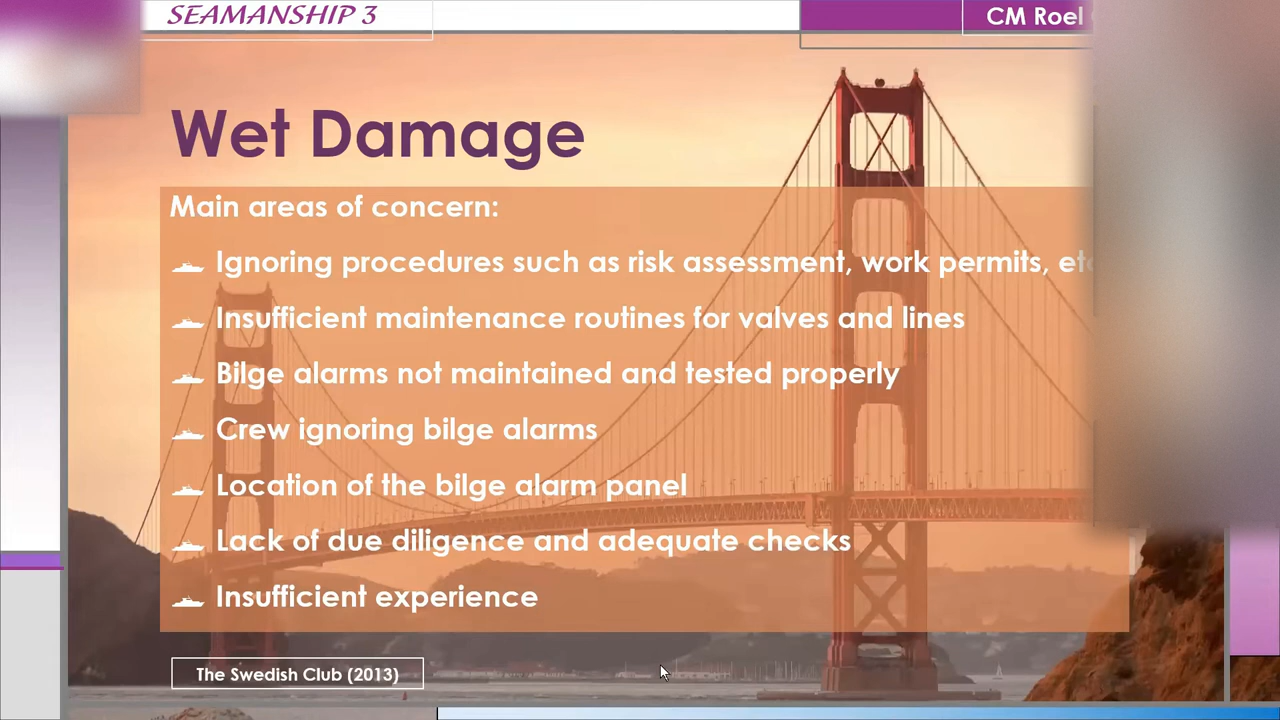 SEAMANSHIP 3
CM Roel
Wet Damage
Main areas of concern:
Ignoring procedures such as risk assessment, work permits,
Insufficient maintenance routines for valves and lines
Bilge alarms not maintained and tested properly
Crew ignoring bilge alarms
Location of the bilge alarm panel
Lack of due diligence and adequate checks
Insufficient experience
The Swedish Club (2013)